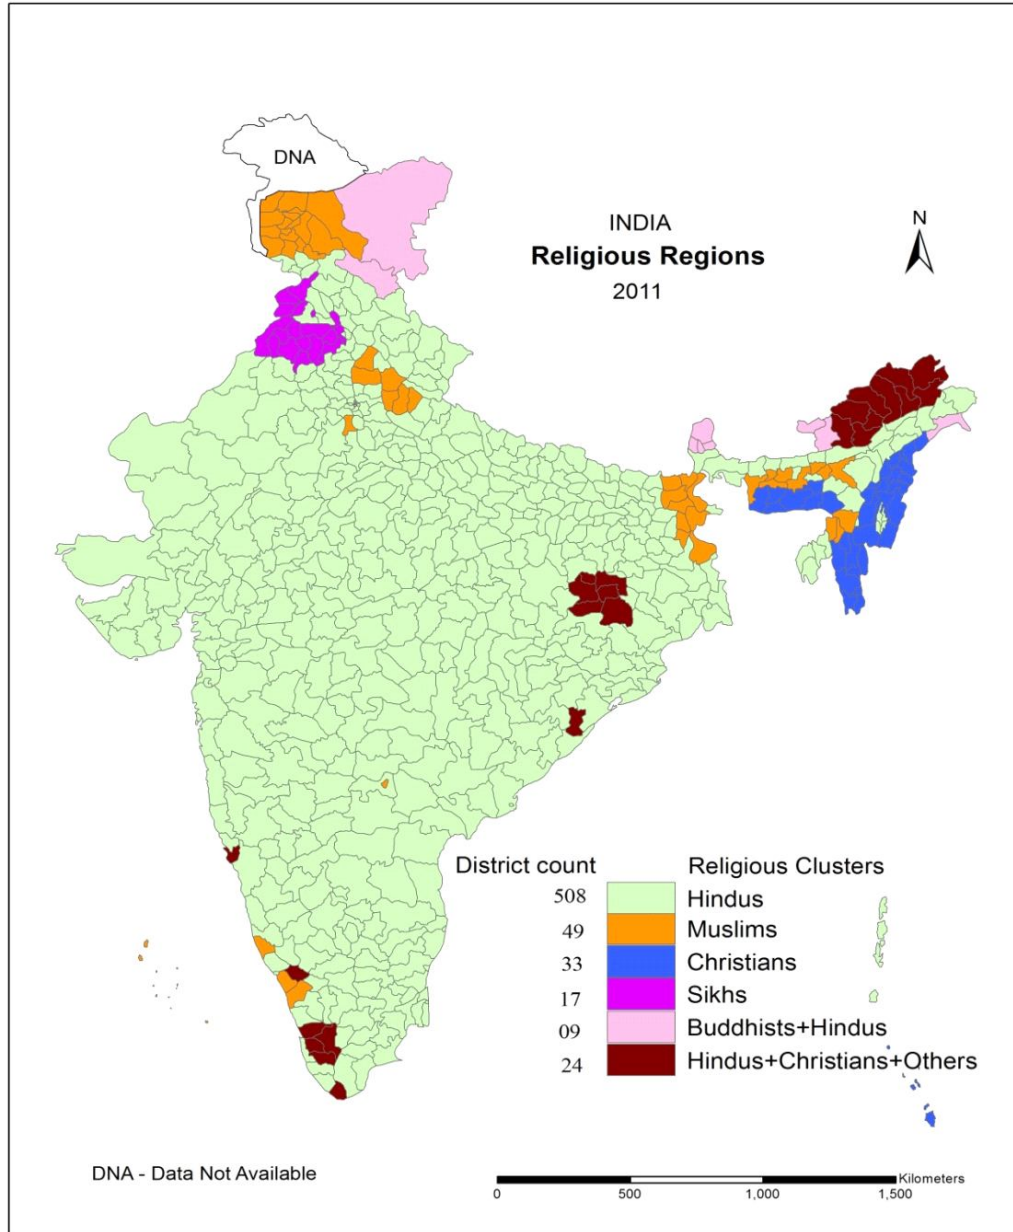 DNA
INDIA
Religious Regions
2011
N
District count Religious Clusters
508 Hindus
49 Muslims
33 Christians
17 Sikhs
09 Buddhists+Hindus
24 Hindus+Christians+Others
DNA - Data Not Available
Kilometers
0 500 1,000 1,500